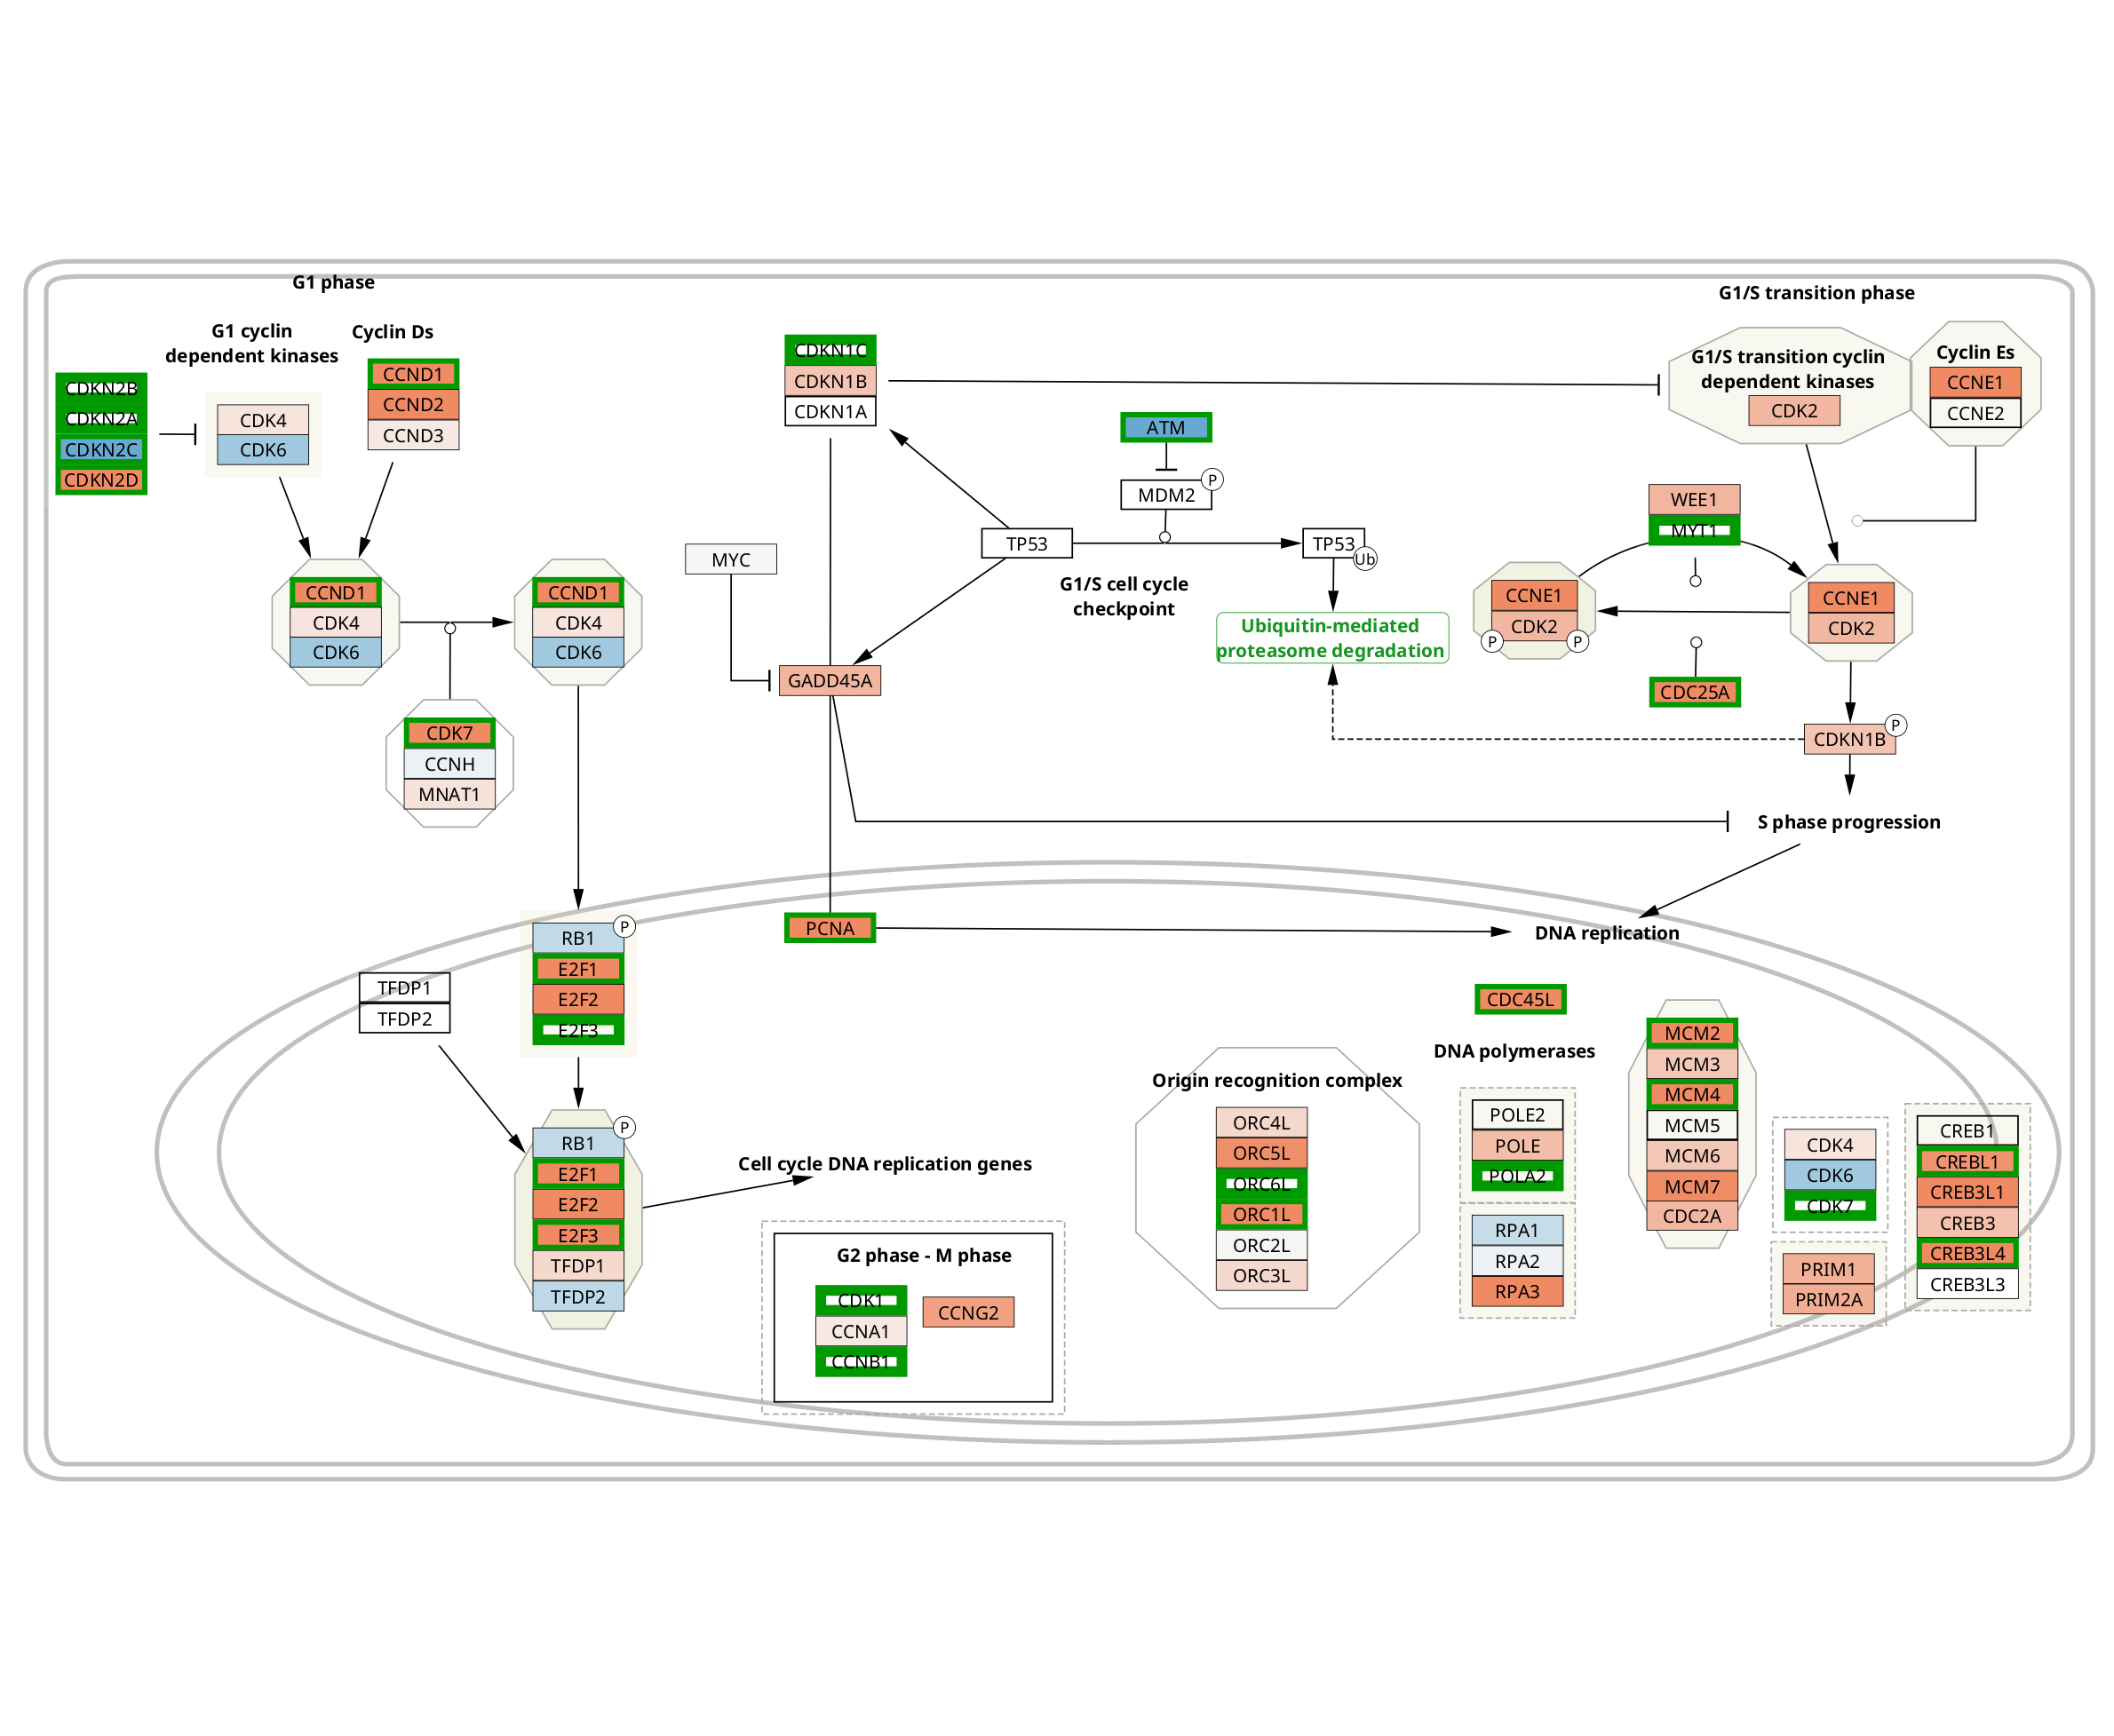 G1 phase
G1/S transition phase
G1 cyclin
dependent kinases
Cyclin Ds
CDKN2B
CDKN2A
CDKN2C
CDKN2D
CDK4
CDK6
CCND1
CCND2
CCND3
CDKN1C
CDKN1B
CDKN1A
ATM
MDM2
P
TP53
TP53
Ub
MYC
G1/S cell cycle
checkpoint
Ubiquitin-mediated
proteasome degradation
GADD45A
G1/S transition cyclin
dependent kinases
CDK2
Cyclin Es
CCNE1
CCNE2
WEE1
MYT1
CCNE1
CDK2
P
P
CCNE1
CDK2
CDC25A
CDKN1B
P
S phase progression
CCND1
CDK4
CDK6
CCND1
CDK4
CDK6
CDK7
CCNH
MNAT1
PCNA
DNA replication
RB1
P
E2F1
E2F2
E2F3
TFDP1
TFDP2
RB1
P
E2F1
E2F2
E2F3
TFDP1
TFDP2
Cell cycle DNA replication genes
G2 phase - M phase
CDK1
CCNA1
CCNB1
CCNG2
Origin recognition complex
ORC4L
ORC5L
ORC6L
ORC1L
ORC2L
ORC3L
CDC45L
DNA polymerases
POLE2
POLE
POLA2
RPA1
RPA2
RPA3
MCM2
MCM3
MCM4
MCM5
MCM6
MCM7
CDC2A
CDK4
CDK6
CDK7
PRIM1
PRIM2A
CREB1
CREBL1
CREB3L1
CREB3
CREB3L4
CREB3L3